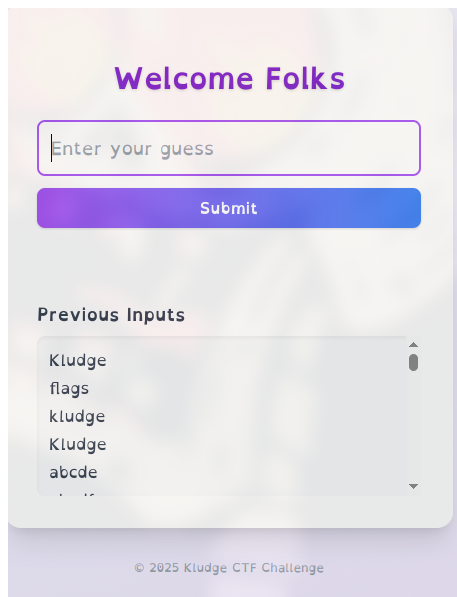 Welcome Folks
Enter your guess
Submit
Previous Inputs
Kludge
flags
kludge
Kludge
abcde
© 2025 Kludge CTF Challenge